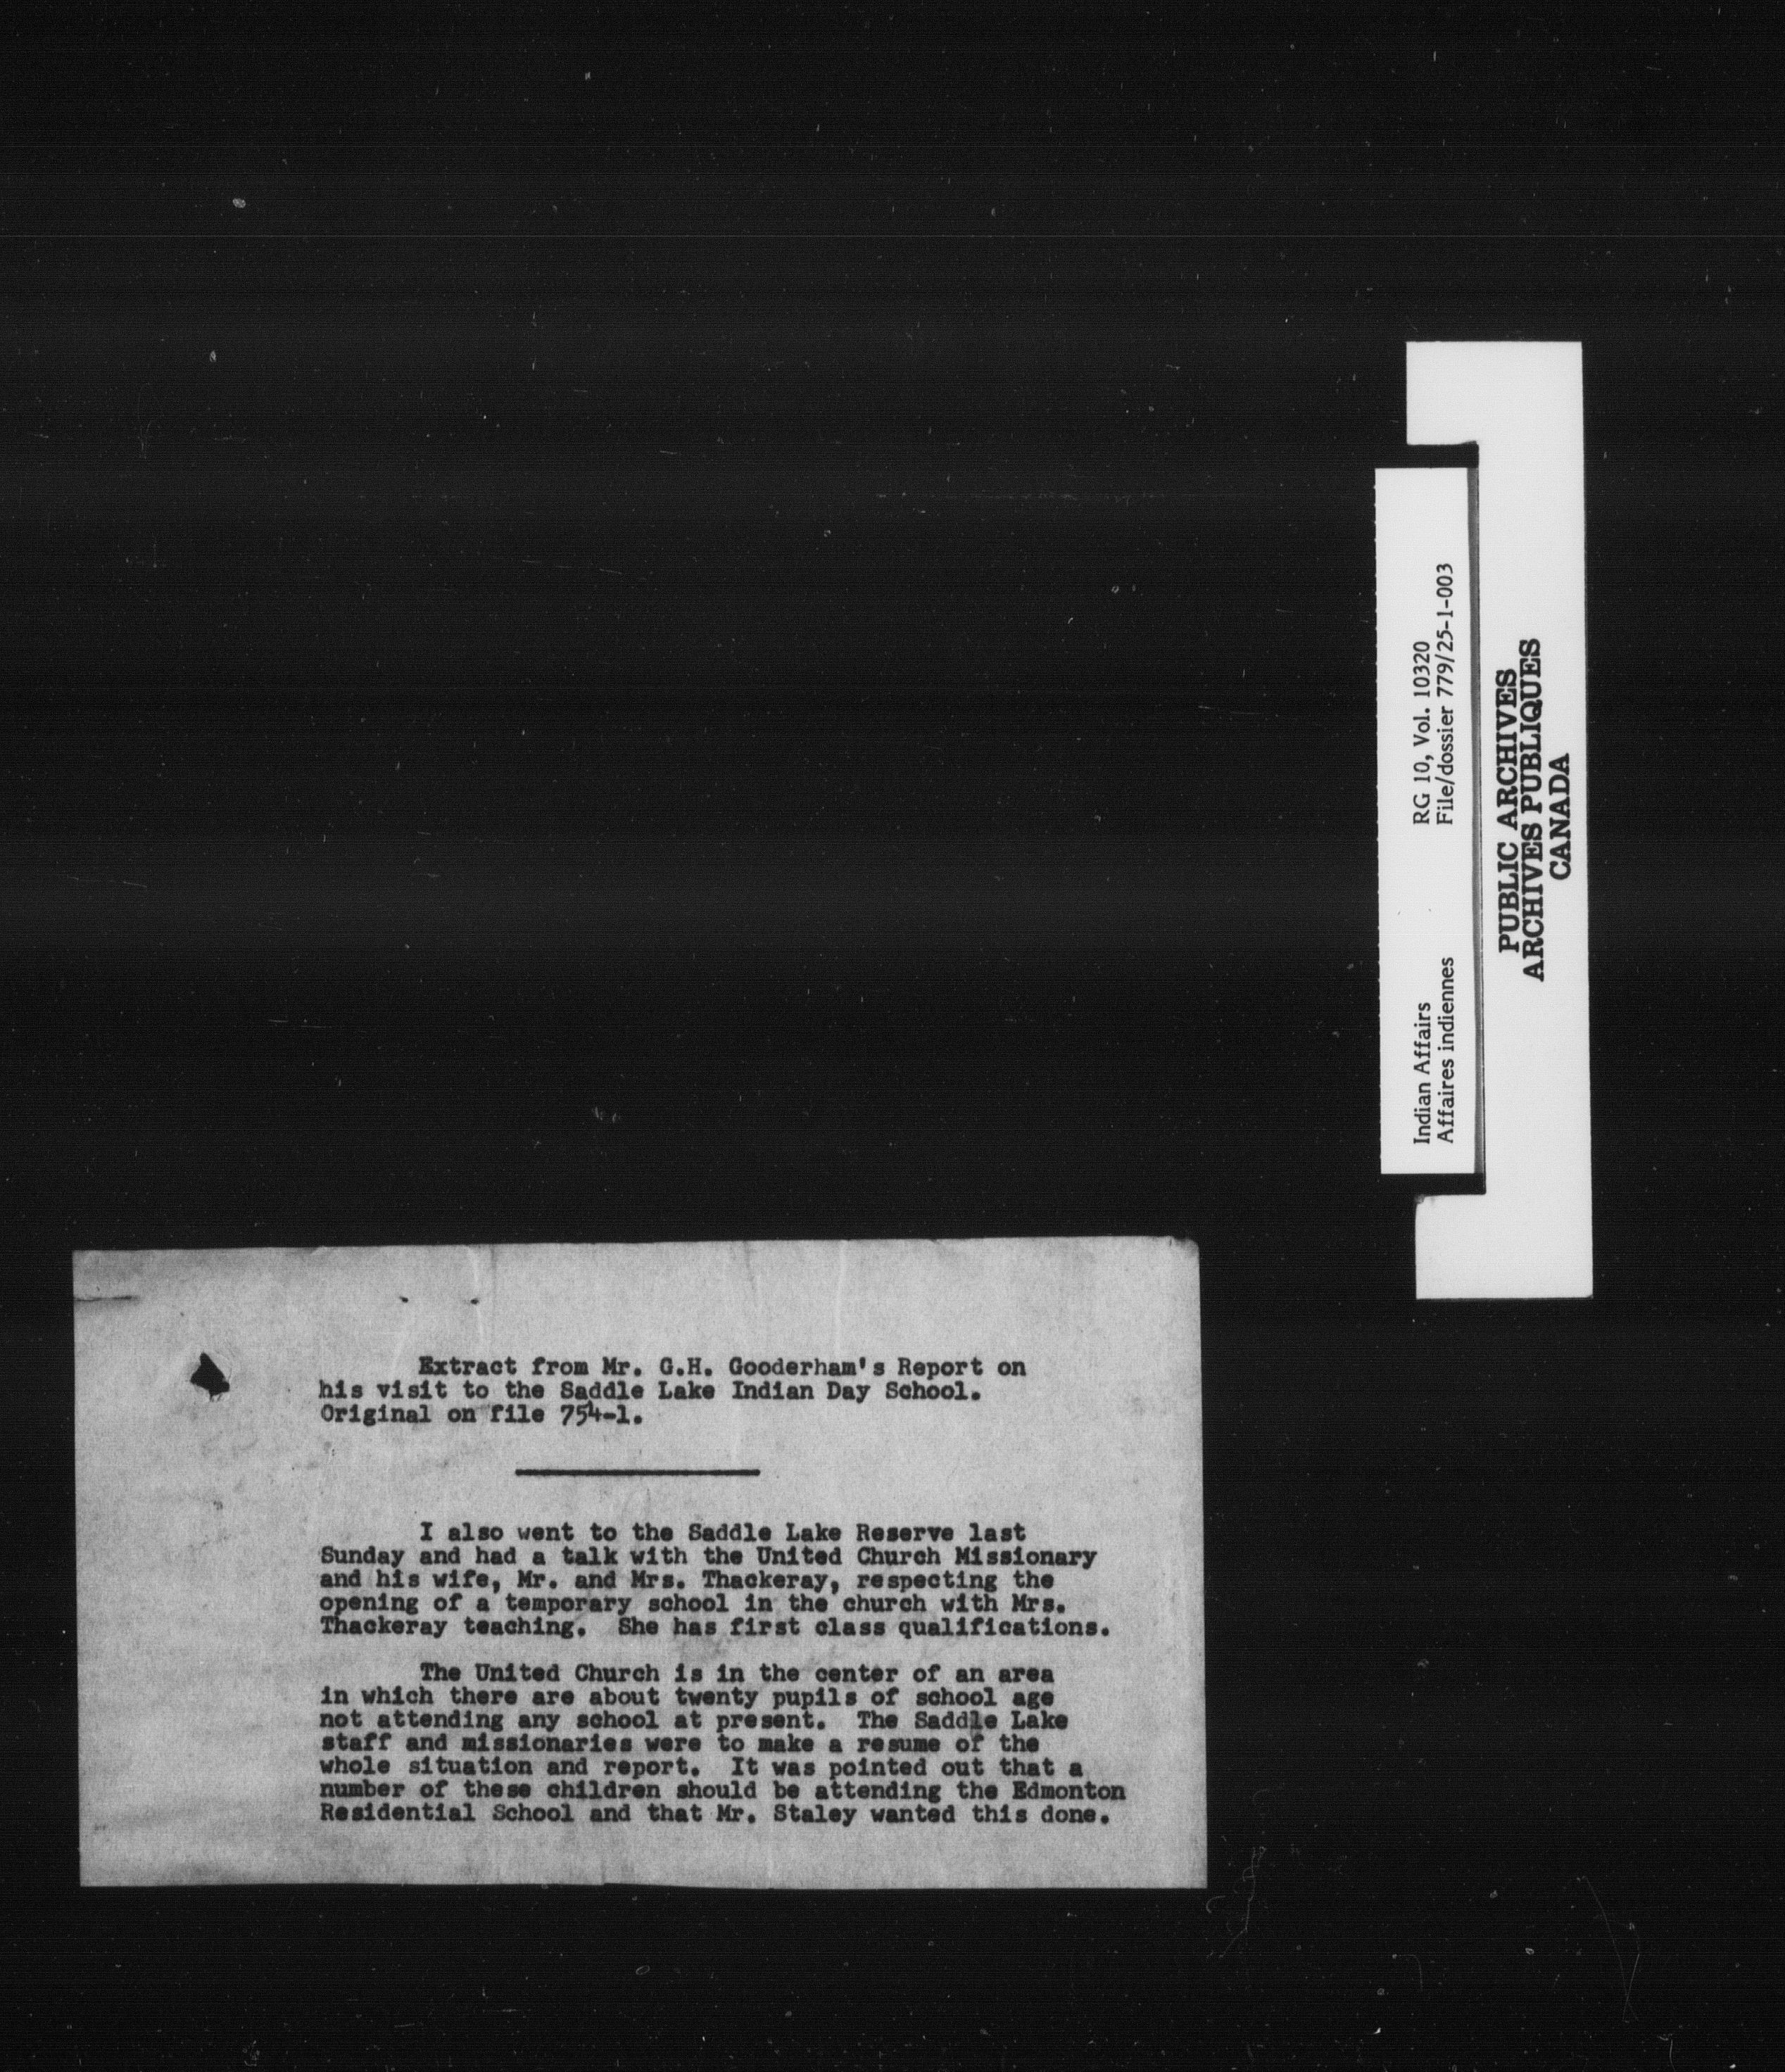 Indian Affairs
Affaires indiennes
RG 10, Vol. 10320
File/dossier 779/25-1-003
PUBLIC ARCHIVES
ARCHIVES PUBLIQUES
CANADA
Extract from Mr. G.H. Gooderham's Report on
his visit to the Saddle Lake Indian Day School.
Original on file 754-1.
I also went to the Saddle Lake Reserve last
Sunday and had a talk with the United Church Missionary
and his wife, Mr. and Mrs. Thackeray, respecting the
opening of a temporary school in the church with Mrs.
Thackeray teaching. She has first class qualifications.
The United Church is in the center of an area
in which there are about twenty pupils of school age
not attending any school at present. The Saddle Lake
staff and missionaries were to make a resume of the
whole situation and report. It was pointed out that a
number of these children should be attending the Edmonton
Residential School and that Mr. Staley wanted this done.